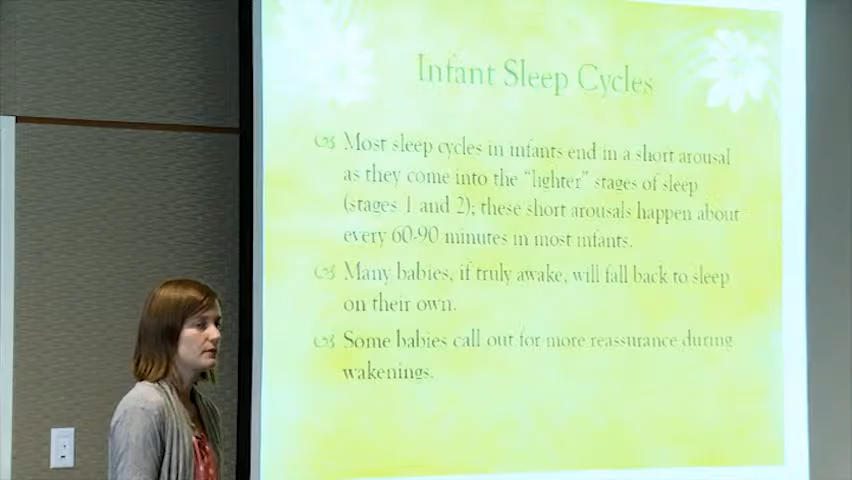 Infant Sleep Cycles
Most sleep cycles in infants end in a short arousal
as they come into the "lighter" stages of sleep
(stages 1 and 2); these short arousals happen about
every 60-90 minutes in most infants.
Many babies, if truly awake, will fall back to sleep
on their own.
Some babies call out for more reassurance during
wakenings.